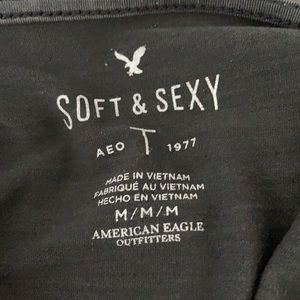 SOFT & SEXY
AEO T 1977
MADE IN VIETNAM
FABRIQUÉ AU VIETNAM
HECHO EN VIETNAM
M/M/M
AMERICAN EAGLE
OUTFITTERS